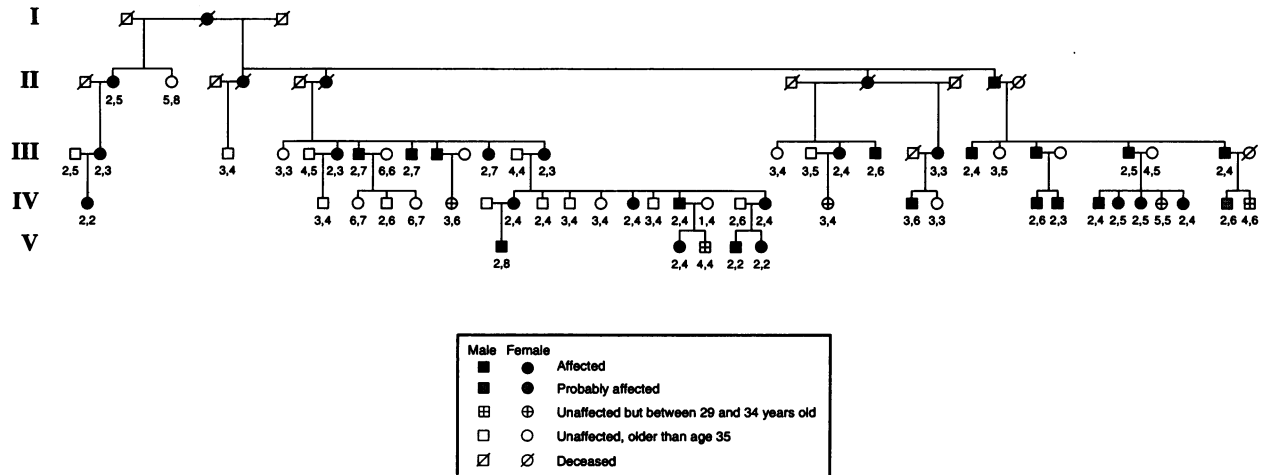 I
II
2,5 5,8
III
2,5 2,3 3,4 3,3 4,5 2,3 2,7 6,6 2,7 2,7 4,4 2,3 3,4 3,5 2,4 2,6 3,3 2,4 3,5 2,5 4,5 2,4
IV
2,2 3,4 6,7 2,6 6,7 3,6 2,4 2,4 3,4 3,4 2,4 3,4 2,4 1,4 2,6 2,4 3,4 3,6 3,3 2,6 2,3 2,4 2,5 2,5 5,5 2,4 2,6 4,6
V
2,8 2,4 4,4 2,2 2,2
Male Female
Affected
Probably affected
Unaffected but between 29 and 34 years old
Unaffected, older than age 35
Deceased